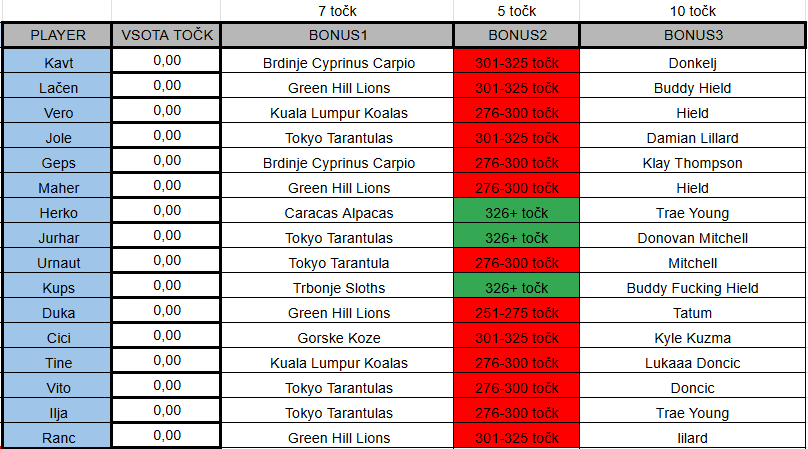 7 točk 5 točk 10 točk
PLAYER VSOTA TOČK BONUS1 BONUS2 BONUS3
Kavt 0,00 Brdinje Cyprinus Carpio 301-325 točk Donkelj
Lačen 0,00 Green Hill Lions 301-325 točk Buddy Hield
Vero 0,00 Kuala Lumpur Koalas 276-300 točk Hield
Jole 0,00 Tokyo Tarantulas 301-325 točk Damian Lillard
Geps 0,00 Brdinje Cyprinus Carpio 276-300 točk Klay Thompson
Maher 0,00 Green Hill Lions 276-300 točk Hield
Herko 0,00 Caracas Alpacas 326+ točk Trae Young
Jurhar 0,00 Tokyo Tarantulas 326+ točk Donovan Mitchell
Urnaut 0,00 Tokyo Tarantula 276-300 točk Mitchell
Kups 0,00 Trbonje Sloths 326+ točk Buddy Fucking Hield
Duka 0,00 Green Hill Lions 251-275 točk Tatum
Cici 0,00 Gorske Koze 301-325 točk Kyle Kuzma
Tine 0,00 Kuala Lumpur Koalas 276-300 točk Lukaaa Doncic
Vito 0,00 Tokyo Tarantulas 276-300 točk Doncic
Ilja 0,00 Tokyo Tarantulas 276-300 točk Trae Young
Ranc 0,00 Green Hill Lions 301-325 točk lilard